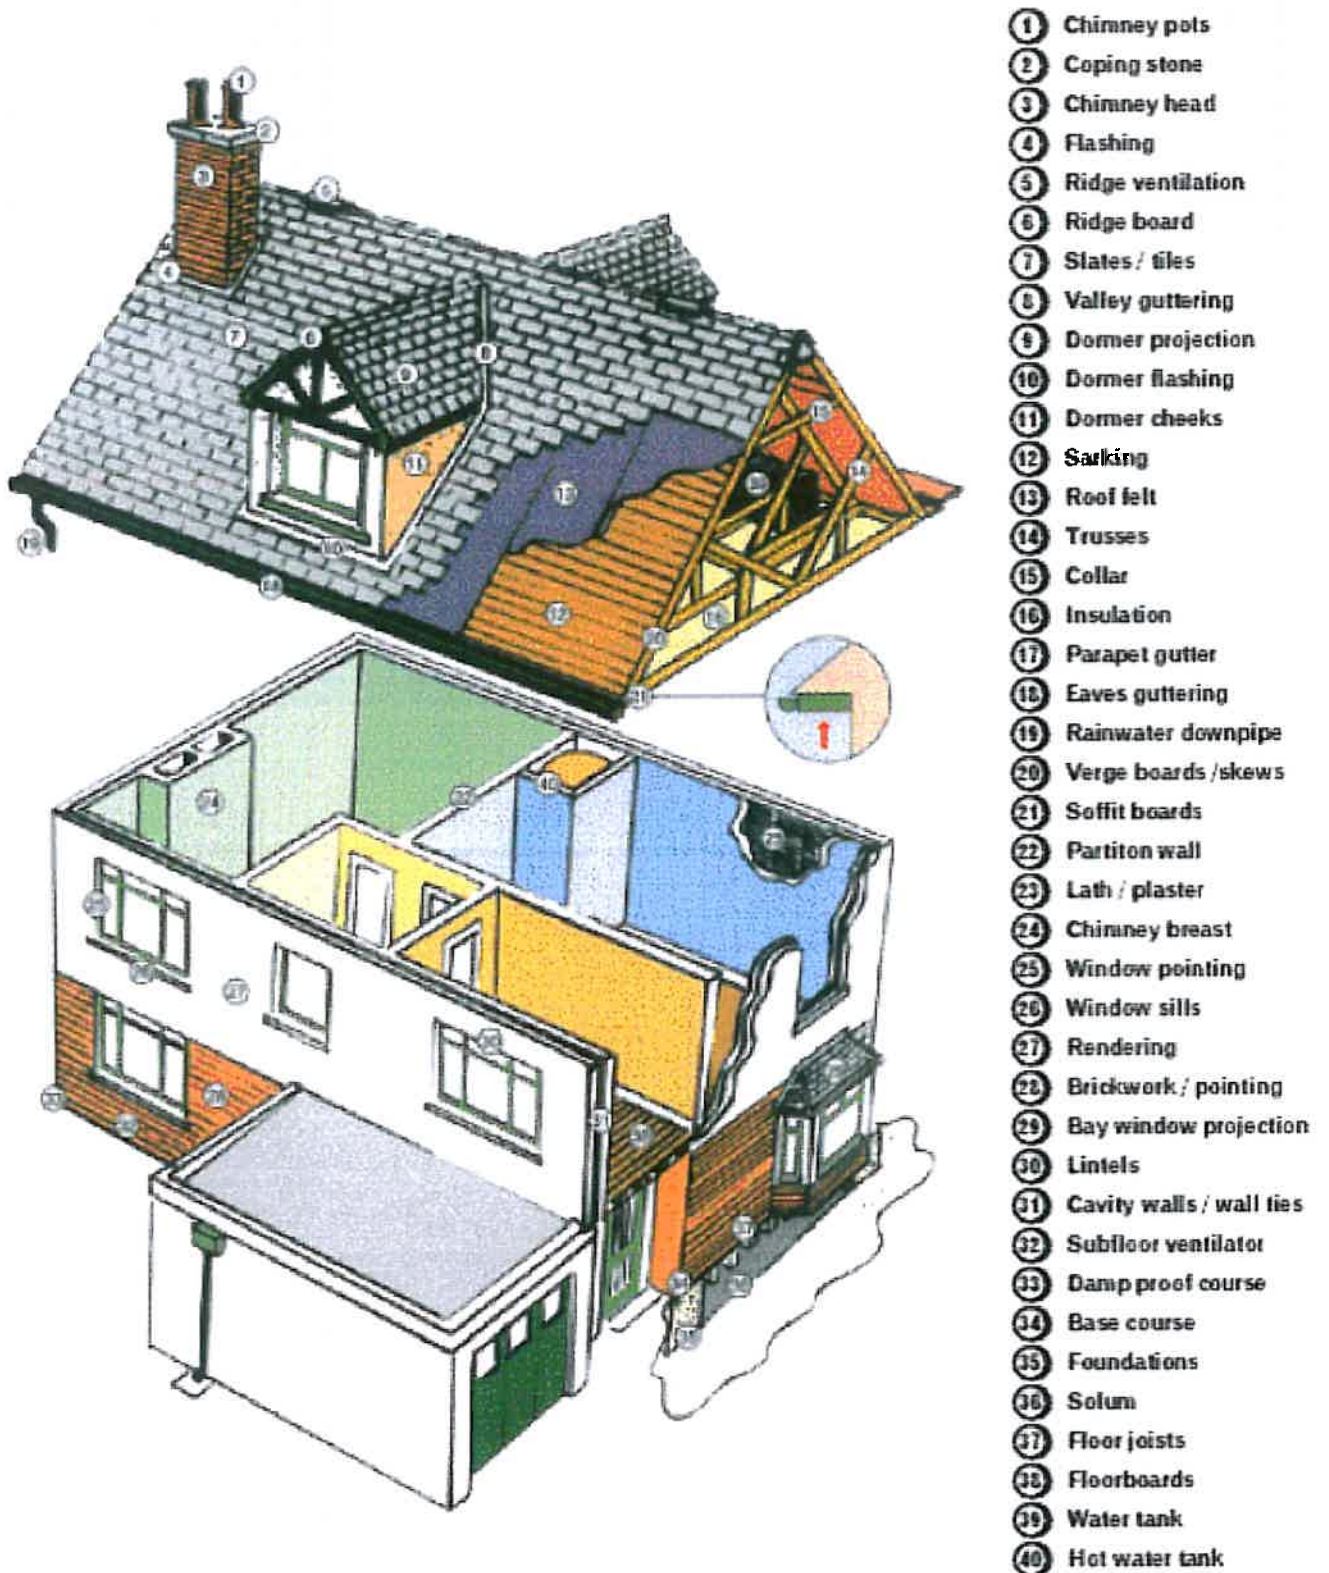 1 Chimney pots
2 Coping stone
3 Chimney head
4 Flashing
5 Ridge ventilation
6 Ridge board
7 Slates / tiles
8 Valley guttering
9 Dormer projection
10 Dormer flashing
11 Dormer cheeks
12 Sarking
13 Roof felt
14 Trusses
15 Collar
16 Insulation
17 Parapet gutter
18 Eaves guttering
19 Rainwater downpipe
20 Verge boards /skews
21 Soffit boards
22 Partiton wall
23 Lath / plaster
24 Chimney breast
25 Window pointing
26 Window sills
27 Rendering
28 Brickwork / pointing
29 Bay window projection
30 Lintels
31 Cavity walls / wall ties
32 Subfloor ventilator
33 Damp proof course
34 Base course
35 Foundations
36 Solum
37 Floor joists
38 Floorboards
39 Water tank
40 Hot water tank